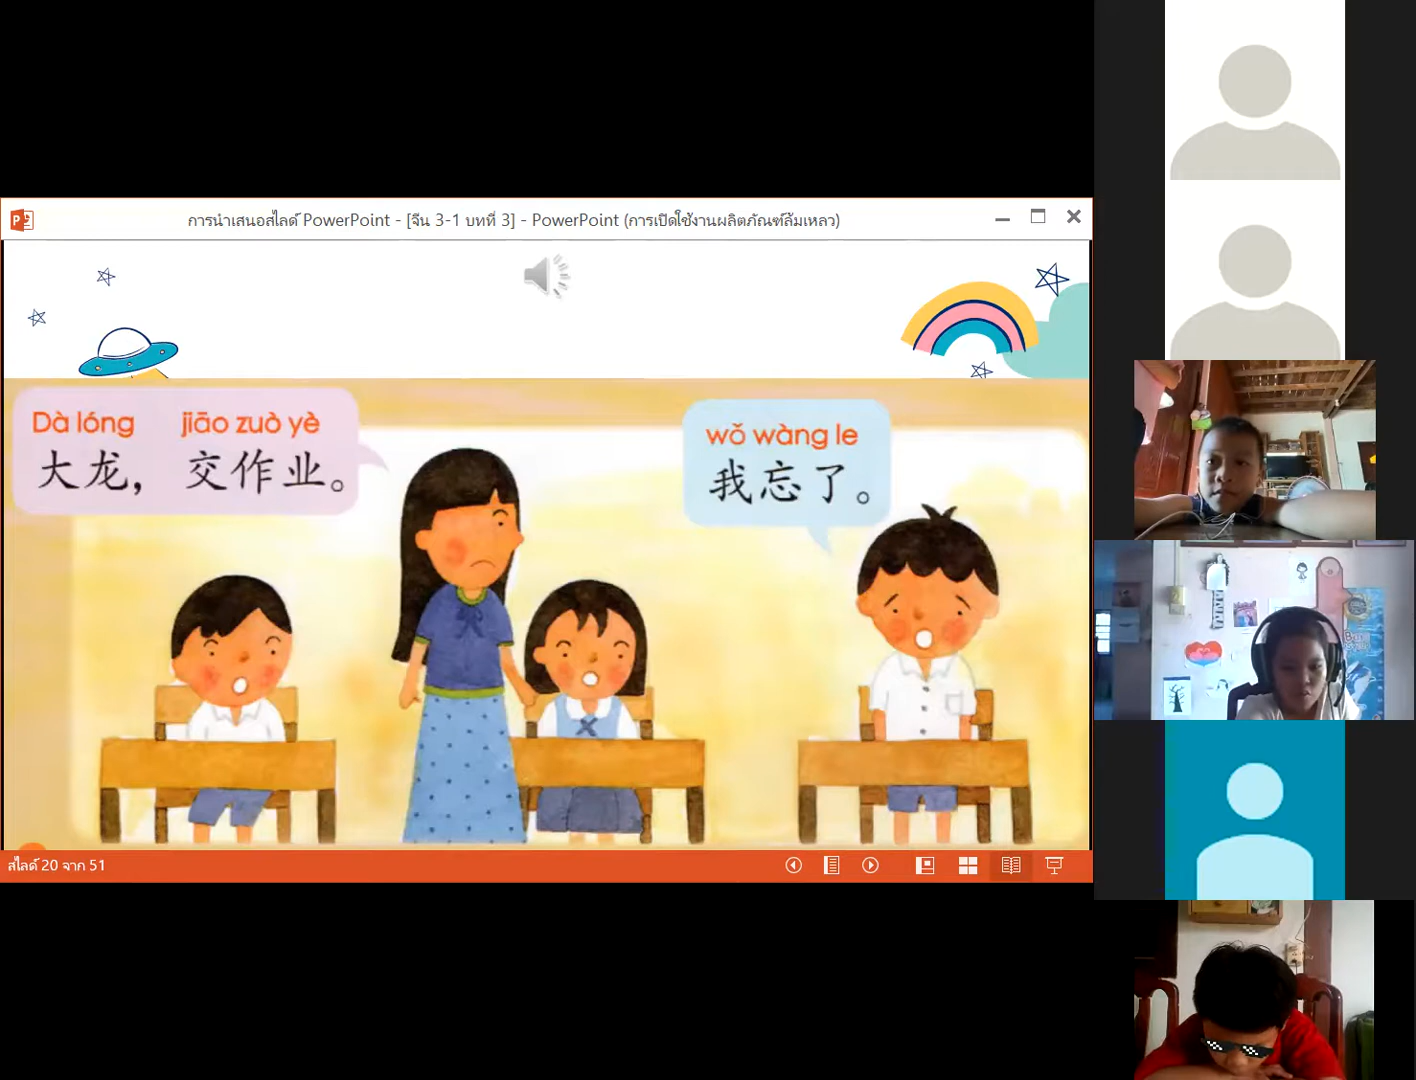 การนำเสนอสไลด์ PowerPoint - [จีน 3-1 บทที่ 3] - PowerPoint (การเปิดใช้งานผลิตภัณฑ์ล้มเหลว)
Dà lóng jiāo zuò yè
大龙，交作业。
wǒ wàng le
我忘了。
สไลด์ 20 จาก 51